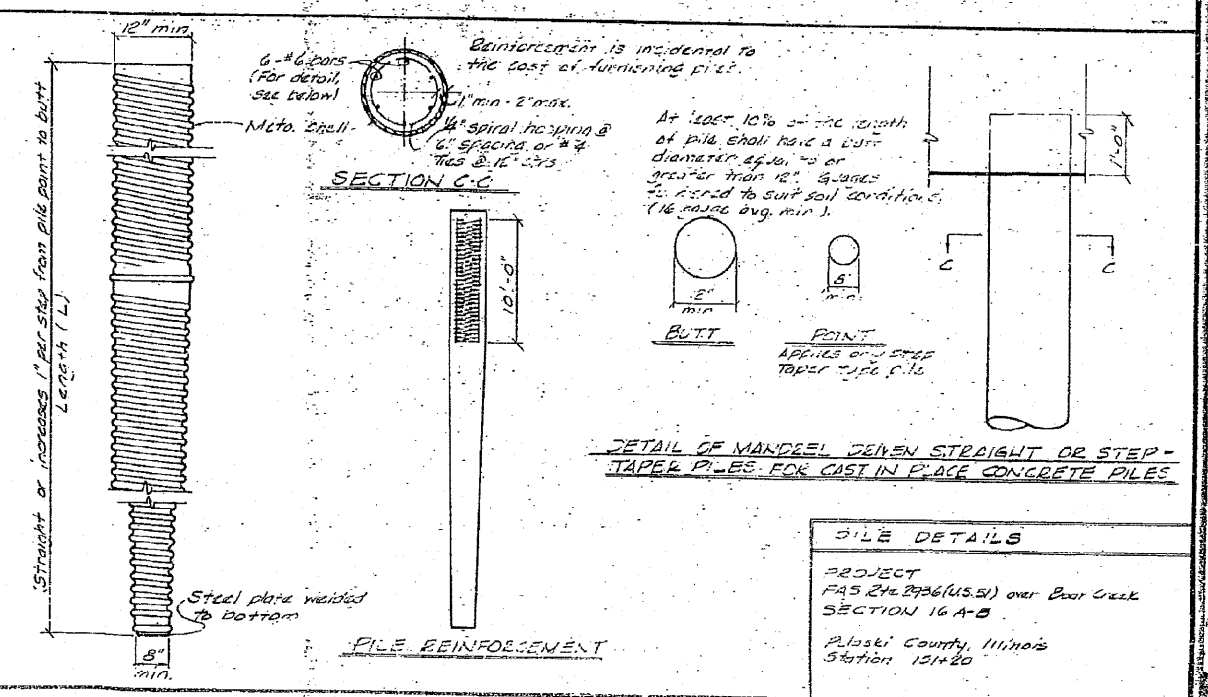 12" min.
6-#6 bars
(For detail,
see below)
Reinforcement is incidental to
the cost of furnishing piles.
1" min - 2" max.
Metal Shell
1/4" spiral hooping @
6" spacing or #4
Ties @ 12" ctrs
SECTION C-C
At least 10% of the length
of pile shall have a butt
diameter equal to or
greater than 12". Guages
to suit soil conditions.
(16 gauge avg. min.).
1'-0"
C
C
(Straight or increases 1" per step from pile point to butt
Length (L)
10'-0"
2"
min
BUTT
8"
min.
POINT
Applies only step
taper type pile
DETAIL OF MANDREL DRIVEN STRAIGHT OR STEP-
TAPER PILES FOR CAST IN PLACE CONCRETE PILES
Steel plate welded
to bottom
8"
min.
PILE REINFORCEMENT
PILE DETAILS
PROJECT
FAS Rte 2936 (U.S.51) over Boar Creek
SECTION 16 A-B
Pulaski County, Illinois
Station 131+20